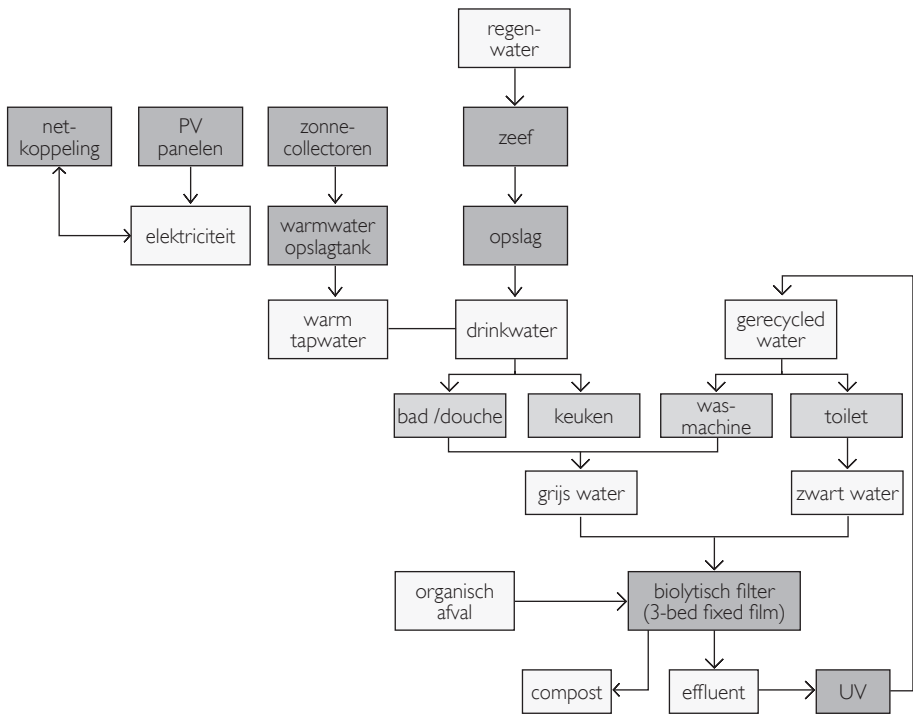 regen-
water
net-
koppeling
PV
panelen
zonne-
collectoren
zeef
elektriciteit
warmwater
opslagtank
opslag
warm
tapwater
drinkwater
gerecycled
water
bad /douche
keuken
was-
machine
toilet
grijs water
zwart water
organisch
afval
biolytisch filter
(3-bed fixed film)
compost
effluent
UV